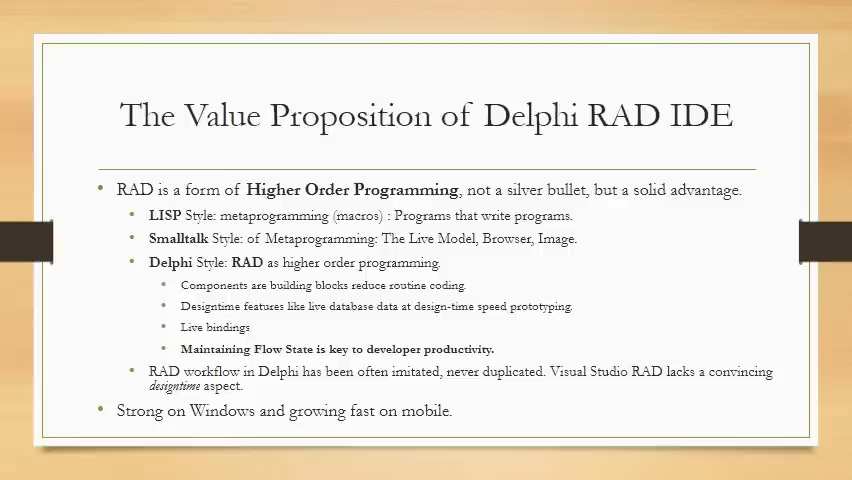 The Value Proposition of Delphi RAD IDE
• RAD is a form of Higher Order Programming, not a silver bullet, but a solid advantage.
• LISP Style: metaprogramming (macros) : Programs that write programs.
• Smalltalk Style: of Metaprogramming: The Live Model, Browser, Image.
• Delphi Style: RAD as higher order programming.
• Components are building blocks reduce routine coding.
• Designtime features like live database data at design-time speed prototyping.
• Live bindings
• Maintaining Flow State is key to developer productivity.
• RAD workflow in Delphi has been often imitated, never duplicated. Visual Studio RAD lacks a convincing
designtime aspect.
• Strong on Windows and growing fast on mobile.